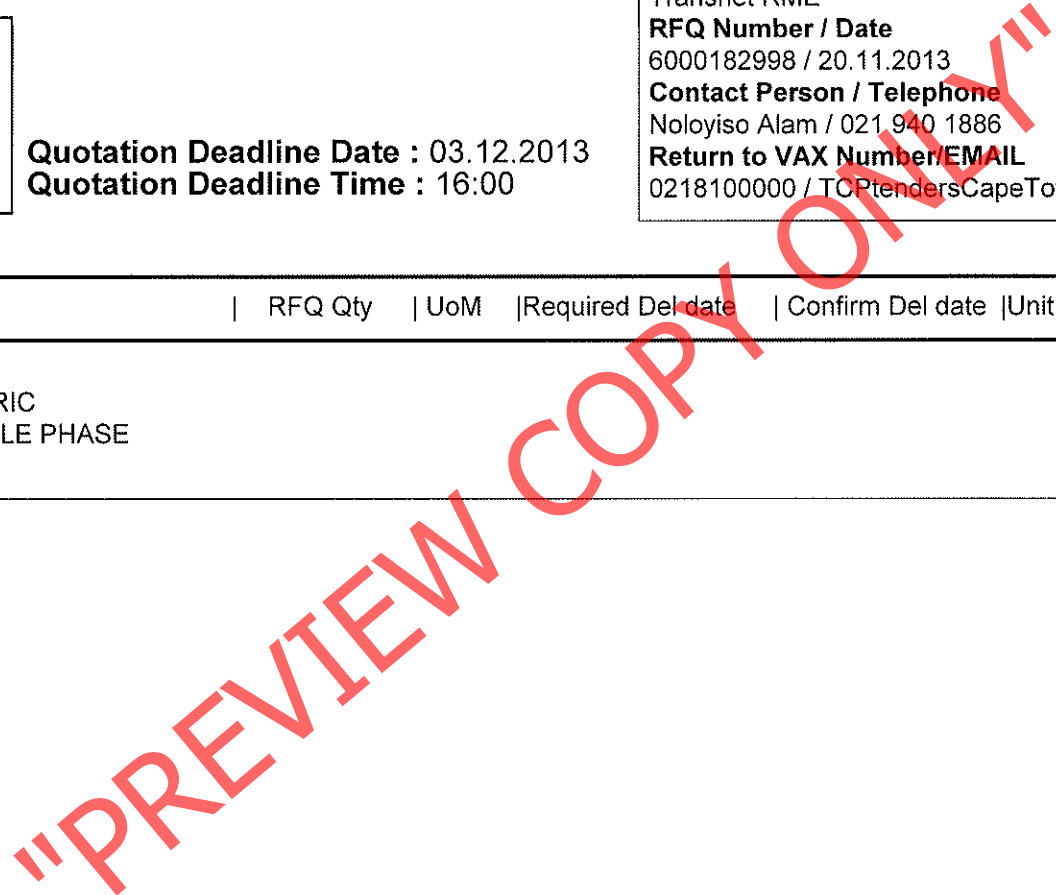 Transnet RME
RFQ Number / Date
6000182998 / 20.11.2013
Contact Person / Telephone
Noloyiso Alam / 021 940 1886
Return to VAX Number/EMAIL
0218100000 / TCPtendersCapeTo
Quotation Deadline Date : 03.12.2013
Quotation Deadline Time : 16:00
| RFQ Qty | UoM |Required Del date | Confirm Del date |Unit
RIC
LE PHASE
"PREVIEW COPY ONLY"